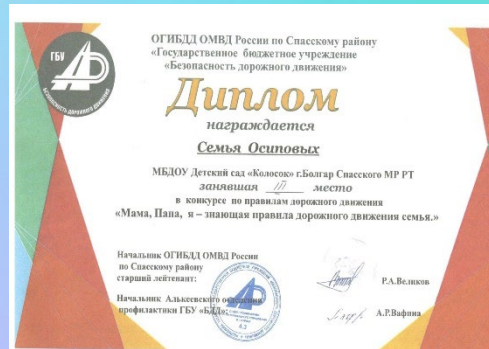 ОГИБДД ОМВД России по Спасскому району
«Государственное бюджетное учреждение
«Безопасность дорожного движения»
ГБУ
БЕЗОПАСНОСТЬ ДОРОЖНОГО ДВИЖЕНИЯ
Диплом
награждается
Семья Осиповых
МБДОУ Детский сад «Колосок» г.Болгар Спасского МР РТ
занявшая III место
в конкурсе по правилам дорожного движения
«Мама, Папа, я – знающая правила дорожного движения семья.»
Начальник ОГИБДД ОМВД России
по Спасскому району
старший лейтенант:
Р.А.Великов
Начальник Алькеевского отделения
профилактики ГБУ «БДД»:
А.Р.Вафина